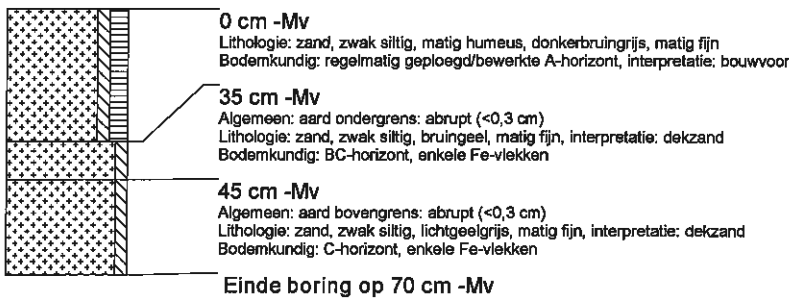 0 cm -Mv
Lithologie: zand, zwak siltig, matig humeus, donkerbruingrijs, matig fijn
Bodemkundig: regelmatig geploegd/bewerkte A-horizont, interpretatie: bouwvoor
35 cm -Mv
Algemeen: aard ondergrens: abrupt (<0,3 cm)
Lithologie: zand, zwak siltig, bruingeel, matig fijn, interpretatie: dekzand
Bodemkundig: BC-horizont, enkele Fe-vlekken
45 cm -Mv
Algemeen: aard bovengrens: abrupt (<0,3 cm)
Lithologie: zand, zwak siltig, lichtgeelgrijs, matig fijn, interpretatie: dekzand
Bodemkundig: C-horizont, enkele Fe-vlekken
Einde boring op 70 cm -Mv